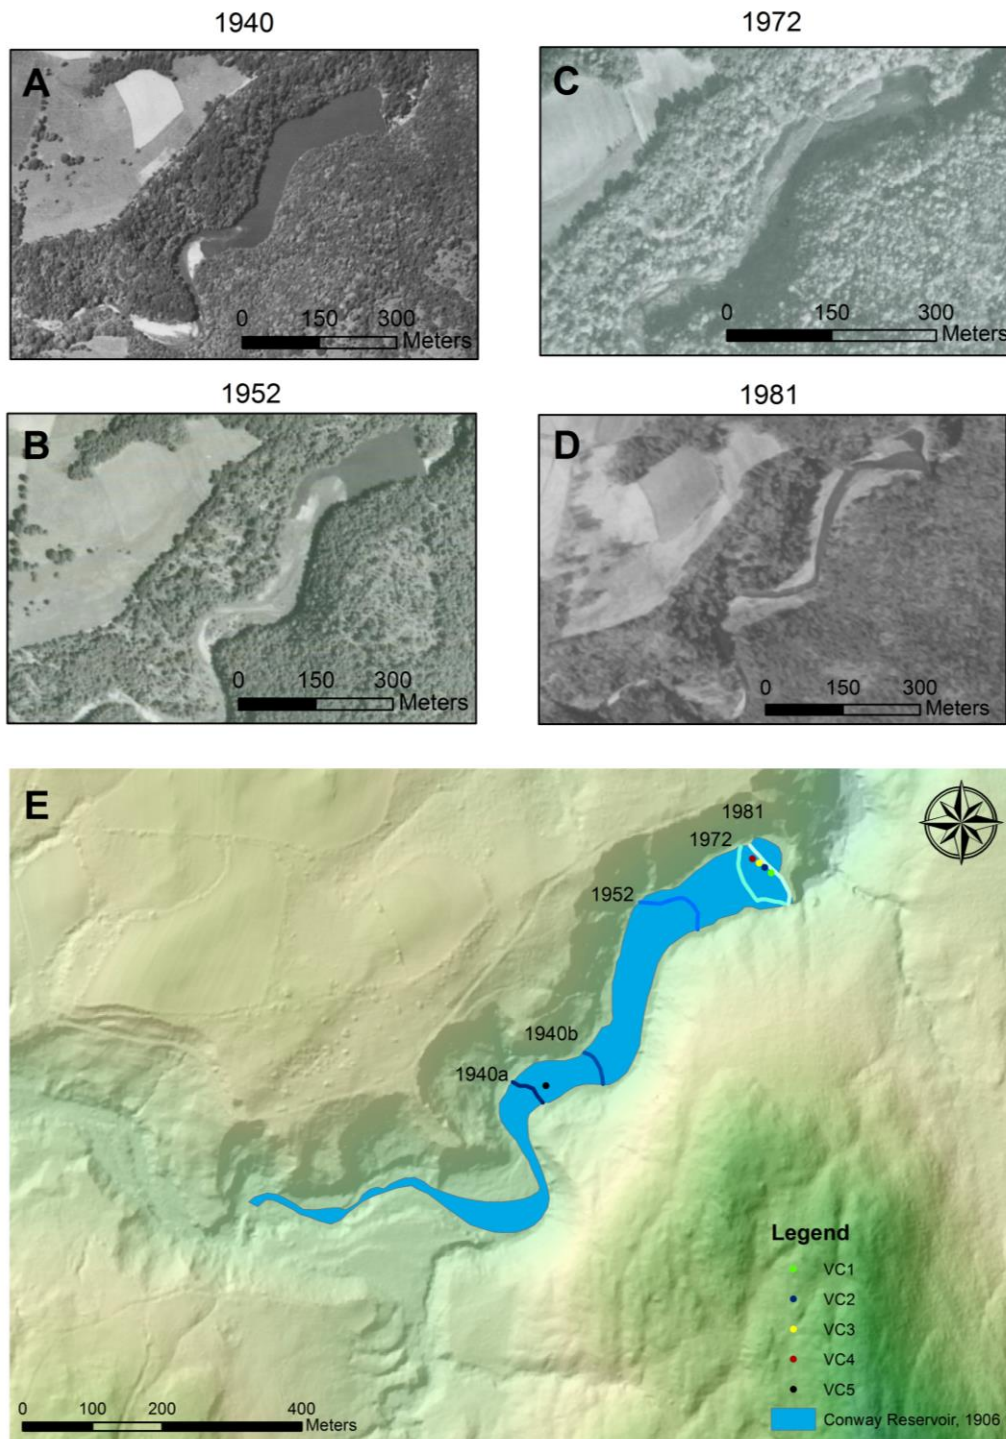 1940
1972
A
C
0 150 300
Meters
0 150 300
Meters
1952
1981
B
D
0 150 300
Meters
0 150 300
Meters
E
1981
1972
1952
1940b
1940a
Legend
VC1
VC2
VC3
VC4
VC5
Conway Reservoir, 1906
0 100 200 400
Meters